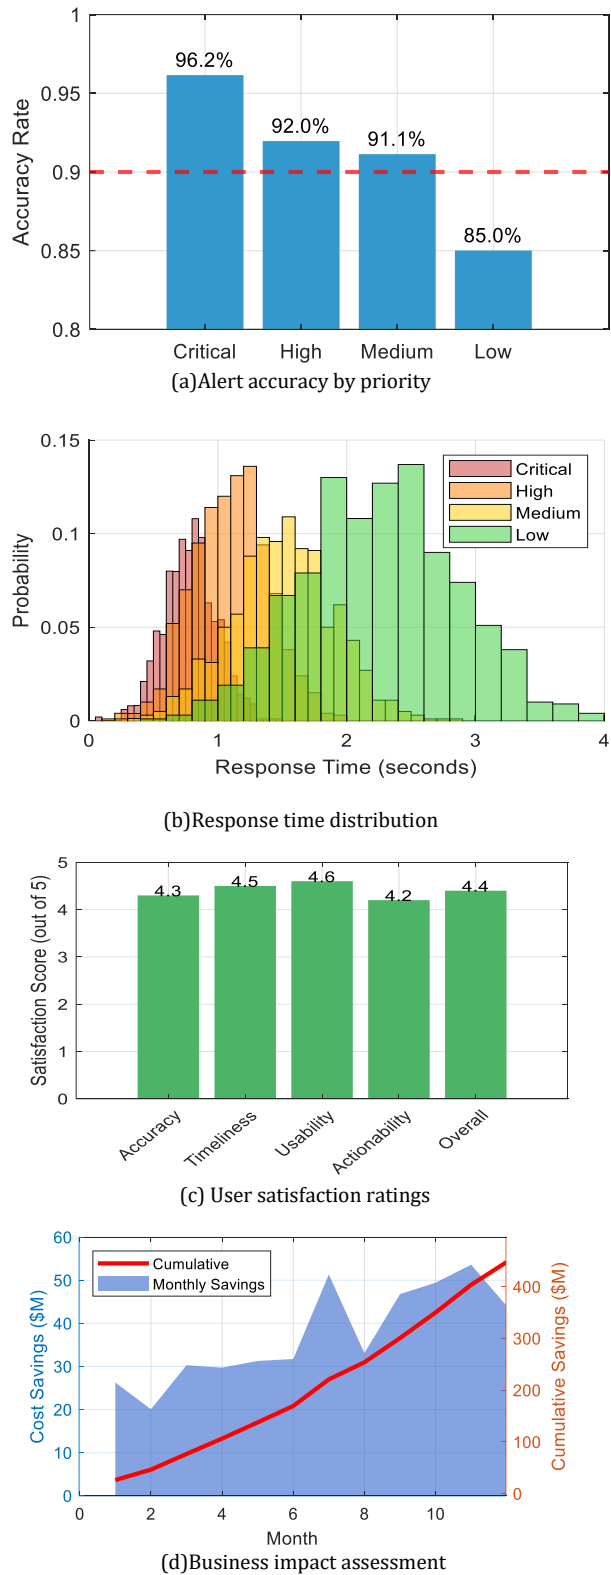 1
0.95
0.9
0.85
0.8
Accuracy Rate
96.2%
92.0%
91.1%
85.0%
Critical
High
Medium
Low
(a)Alert accuracy by priority
0.15
0.1
0.05
0
Probability
Critical
High
Medium
Low
0
1
2
3
4
Response Time (seconds)
(b)Response time distribution
5
4
3
2
1
0
Satisfaction Score (out of 5)
4.3
4.5
4.6
4.2
4.4
Accuracy
Timeliness
Usability
Actionability
Overall
(c) User satisfaction ratings
60
50
40
30
20
10
0
Cost Savings ($M)
Cumulative
Monthly Savings
400
300
200
100
0
Cumulative Savings ($M)
0
2
4
6
8
10
Month
(d)Business impact assessment